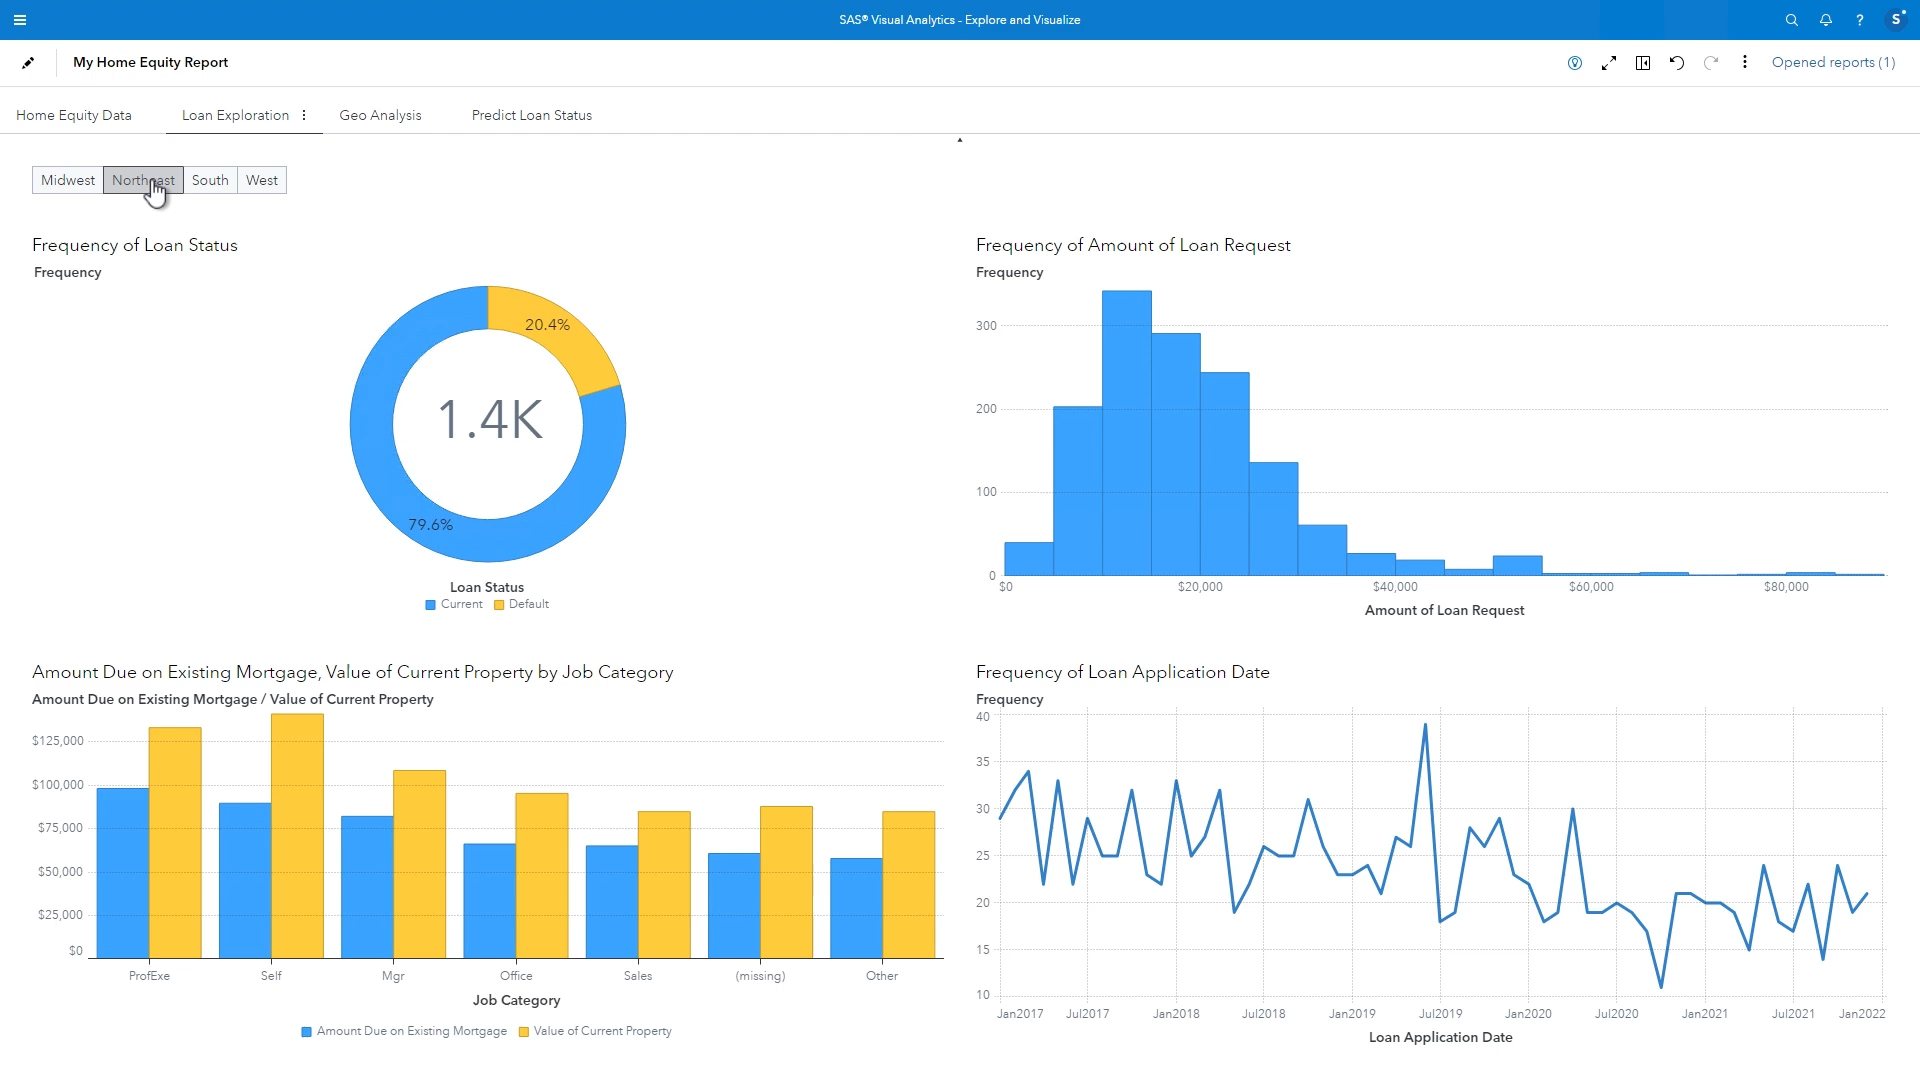 SAS® Visual Analytics - Explore and Visualize
?
S
My Home Equity Report
Opened reports (1)
Home Equity Data
Loan Exploration
Geo Analysis
Predict Loan Status
Midwest
Northeast
South
West
Frequency of Loan Status
Frequency
20.4%
1.4K
79.6%
Loan Status
Current
Default
Frequency of Amount of Loan Request
Frequency
300
200
100
0
$0
$20,000
$40,000
$60,000
$80,000
Amount of Loan Request
Amount Due on Existing Mortgage, Value of Current Property by Job Category
Amount Due on Existing Mortgage / Value of Current Property
$125,000
$100,000
$75,000
$50,000
$25,000
$0
ProfExe
Self
Mgr
Office
Sales
(missing)
Other
Job Category
Amount Due on Existing Mortgage
Value of Current Property
Frequency of Loan Application Date
Frequency
40
35
30
25
20
15
10
Jan2017
Jul2017
Jan2018
Jul2018
Jan2019
Jul2019
Jan2020
Jul2020
Jan2021
Jul2021
Jan2022
Loan Application Date